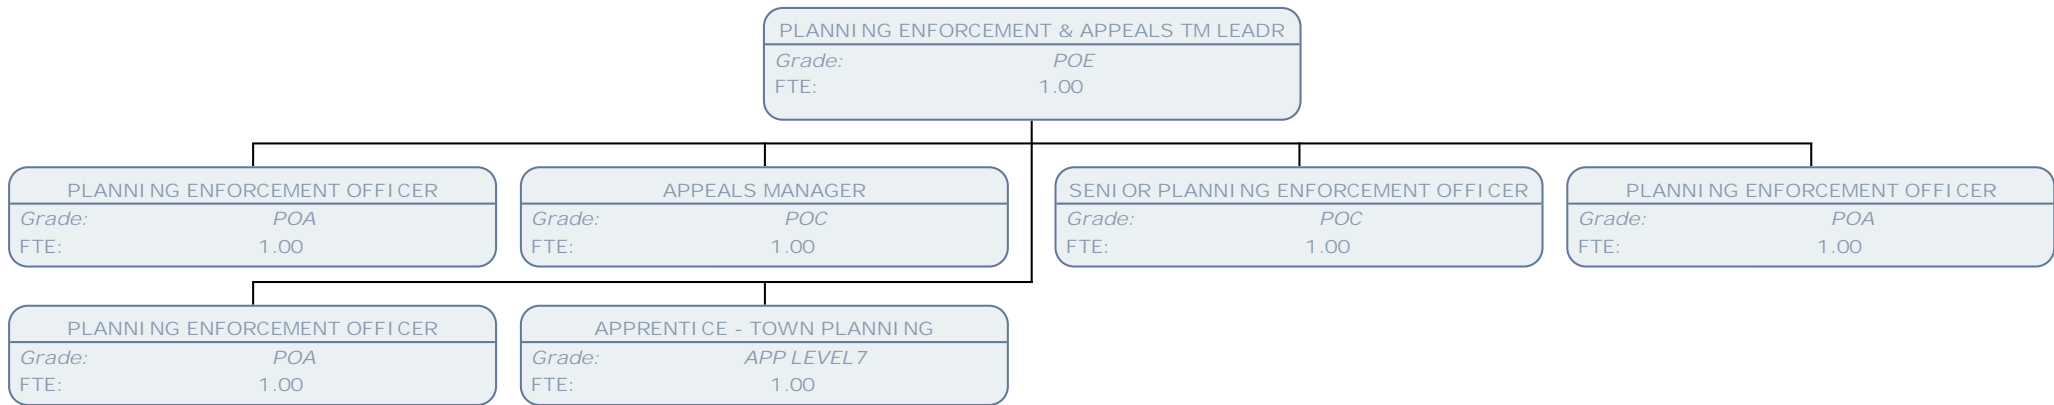 PLANNING ENFORCEMENT & APPEALS TM LEADR
Grade: POE
FTE: 1.00
PLANNING ENFORCEMENT OFFICER
Grade: POA
FTE: 1.00
APPEALS MANAGER
Grade: POC
FTE: 1.00
SENIOR PLANNING ENFORCEMENT OFFICER
Grade: POC
FTE: 1.00
PLANNING ENFORCEMENT OFFICER
Grade: POA
FTE: 1.00
PLANNING ENFORCEMENT OFFICER
Grade: POA
FTE: 1.00
APPRENTICE - TOWN PLANNING
Grade: APP LEVEL7
FTE: 1.00